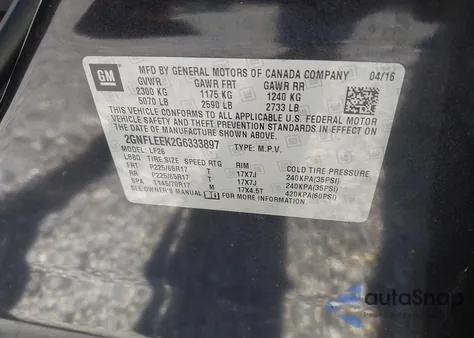 GM
MFD BY GENERAL MOTORS OF CANADA COMPANY 04/16
GVWR GAWR FRT GAWR RR
2300 KG 1175 KG 1240 KG
5070 LB 2590 LB 2733 LB
THIS VEHICLE CONFORMS TO ALL APPLICABLE U.S. FEDERAL MOTOR
VEHICLE SAFETY AND THEFT PREVENTION STANDARDS IN EFFECT ON THE
DATE OF MANUFACTURE SHOWN ABOVE.
2GNFLEEK2G6333897 TYPE: M.P.V.
LF26
TIRE SIZE SPEED RTG RIM COLD TIRE PRESSURE
FRT P225/65R17 T 17X7J 240KPA(35PSI)
RR P225/65R17 T 17X7J 240KPA(35PSI)
SPA T145/70R17 M 17X4.5T 420KPA(60PSI)
SEE OWNER'S MANUAL FOR MORE INFORMATION.
autoSnap